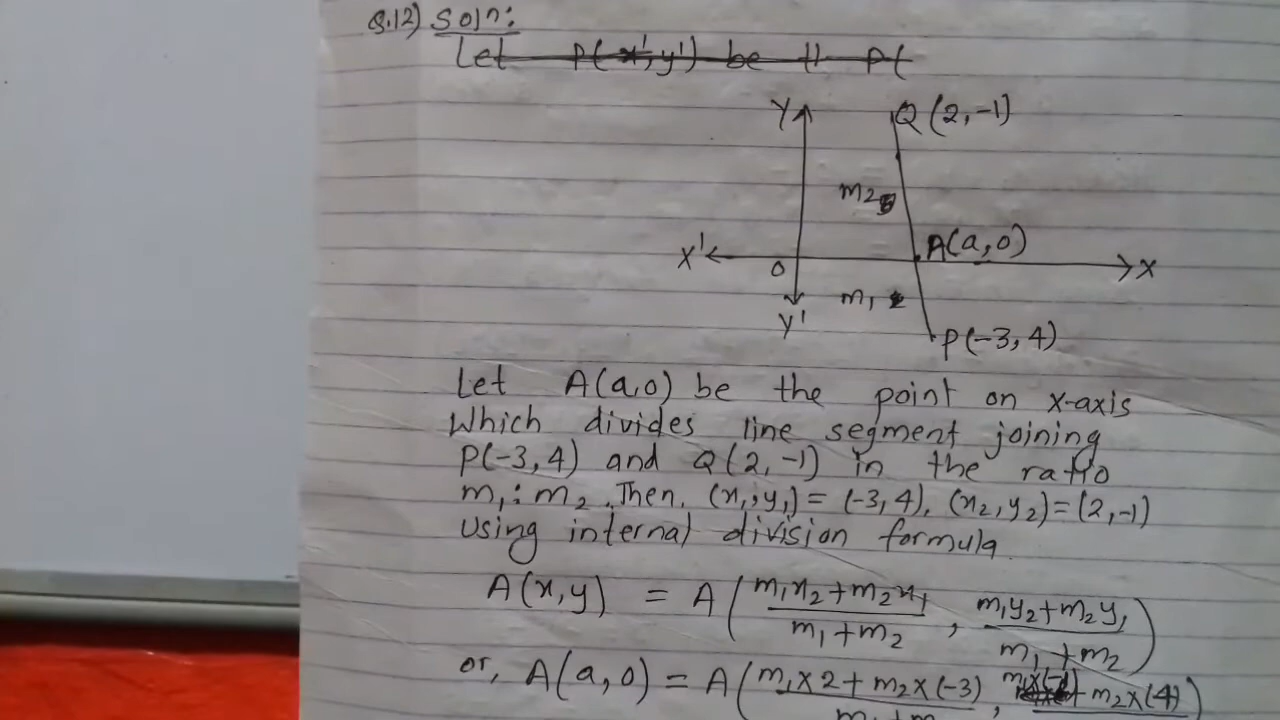 Q.12) Soln:
Let P(x',y') be th P(
Y
Q(2,-1)
m2
A(a,0)
X'
O
X
m1
Y'
P(-3,4)
Let A(a,0) be the point on x-axis
Which divides line segment joining
P(-3,4) and Q(2,-1) in the ratio
m₁:m₂. Then, (x₁,y₁) = (-3,4), (x₂,y₂)=(2,-1)
Using internal division formula.
A(x,y) = A((m₁x₂+m₂x₁)/(m₁+m₂), (m₁y₂+m₂y₁)/(m₁+m₂))
or, A(a,0) = A(m₁x2+m₂x(-3), m₁x(-1)+m₂x(4))